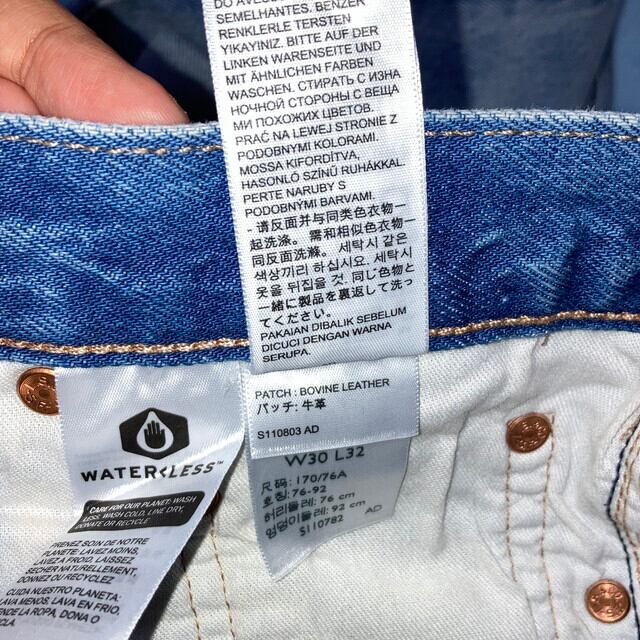 DO AVESSO
SEMELHANTES. BENZER
RENKLERLE TERSTEN
YIKAYINIZ. BITTE AUF DER
LINKEN WARENSEITE UND
MIT ÄHNLICHEN FARBEN
WASCHEN. СТИРАТЬ С ИЗНА
НОЧНОЙ СТОРОНЫ С ВЕЩА
МИ ПОХОЖИХ ЦВЕТОВ.
PRAĆ NA LEWEJ STRONIE Z
PODOBNYMI KOLORAMI.
MOSSA KIFORDÍTVA,
HASONLÓ SZÍNŰ RUHÁKKAL.
PERTE NARUBY S
PODOBNÝMI BARVAMI.
- 请反面并与同类色衣物一
起洗涤。需和相似色衣物一
同反面洗滌。세탁시 같은
색상끼리 하십시요. 세탁시
옷을 뒤집을 것. 同じ色物と
一緒に製品を裏返して洗っ
てください。
PAKAIAN DIBALIK SEBELUM
DICUCI DENGAN WARNA
SERUPA.
PATCH : BOVINE LEATHER
パッチ: 牛革
S110803 AD
W30 L32
尺码: 170/76A
호칭: 76-92
허리둘레: 76 cm
엉덩이둘레: 92 cm
S110782 AD
WATER<LESS™
CARE FOR OUR PLANET: WASH
LESS, WASH COLD, LINE DRY,
DONATE OR RECYCLE
PRENEZ SOIN DE NOTRE
PLANÈTE: LAVEZ MOINS,
LAVEZ A FROID, LAISSEZ
SECHER NATURELLEMENT,
DONNEZ OU RECYCLEZ
CUIDA NUESTRO PLANETA:
LAVA MENOS, LAVA EN FRIO,
TIENDE LA ROPA, DONA O